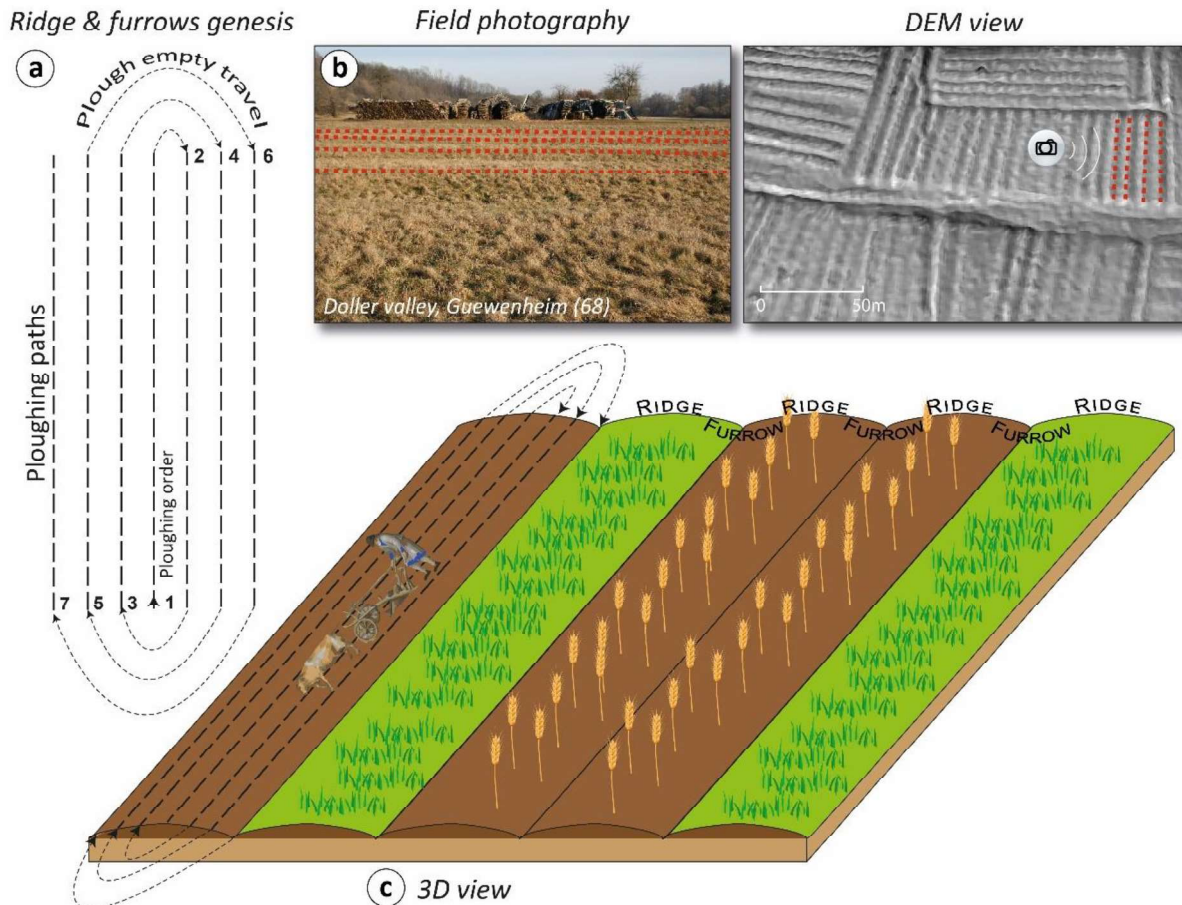 Ridge & furrows genesis
Field photography
DEM view
a
Plough empty travel
2 4 6
Ploughing paths
Ploughing order
7 5 3 1
b
Doller valley, Guewenheim (68)
0 50m
RIDGE
RIDGE
RIDGE
RIDGE
FURROW
FURROW
FURROW
c 3D view